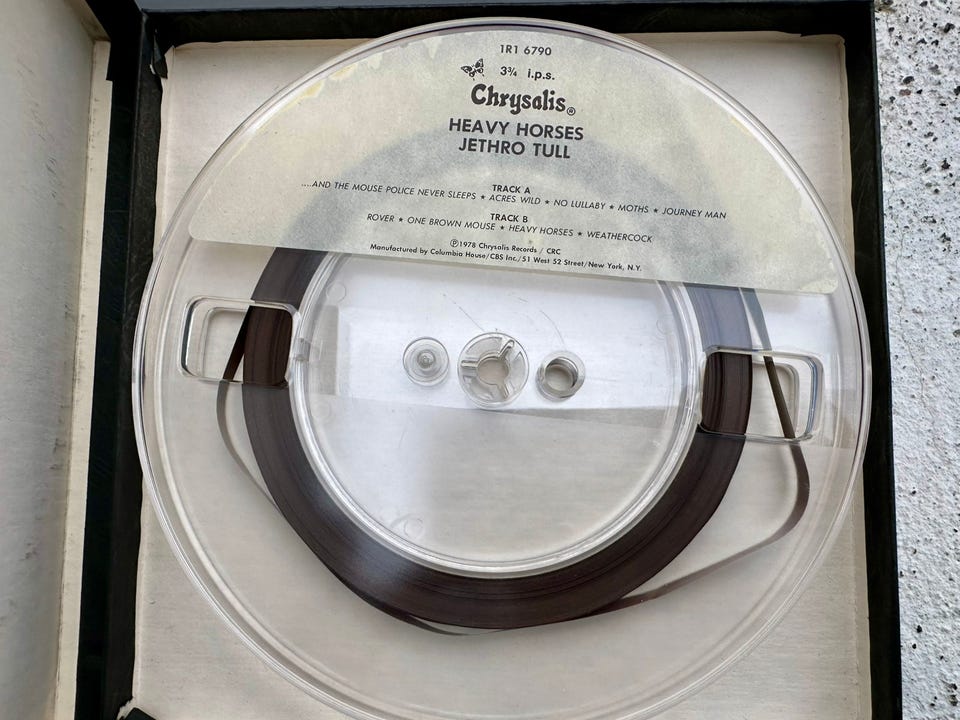 1R1 6790
3¾ i.p.s.
Chrysalis®
HEAVY HORSES
JETHRO TULL
TRACK A
....AND THE MOUSE POLICE NEVER SLEEPS ★ ACRES WILD ★ NO LULLABY ★ MOTHS ★ JOURNEY MAN
TRACK B
ROVER ★ ONE BROWN MOUSE ★ HEAVY HORSES ★ WEATHERCOCK
℗1978 Chrysalis Records / CRC
Manufactured by Columbia House/CBS Inc./51 West 52 Street/New York, N.Y.